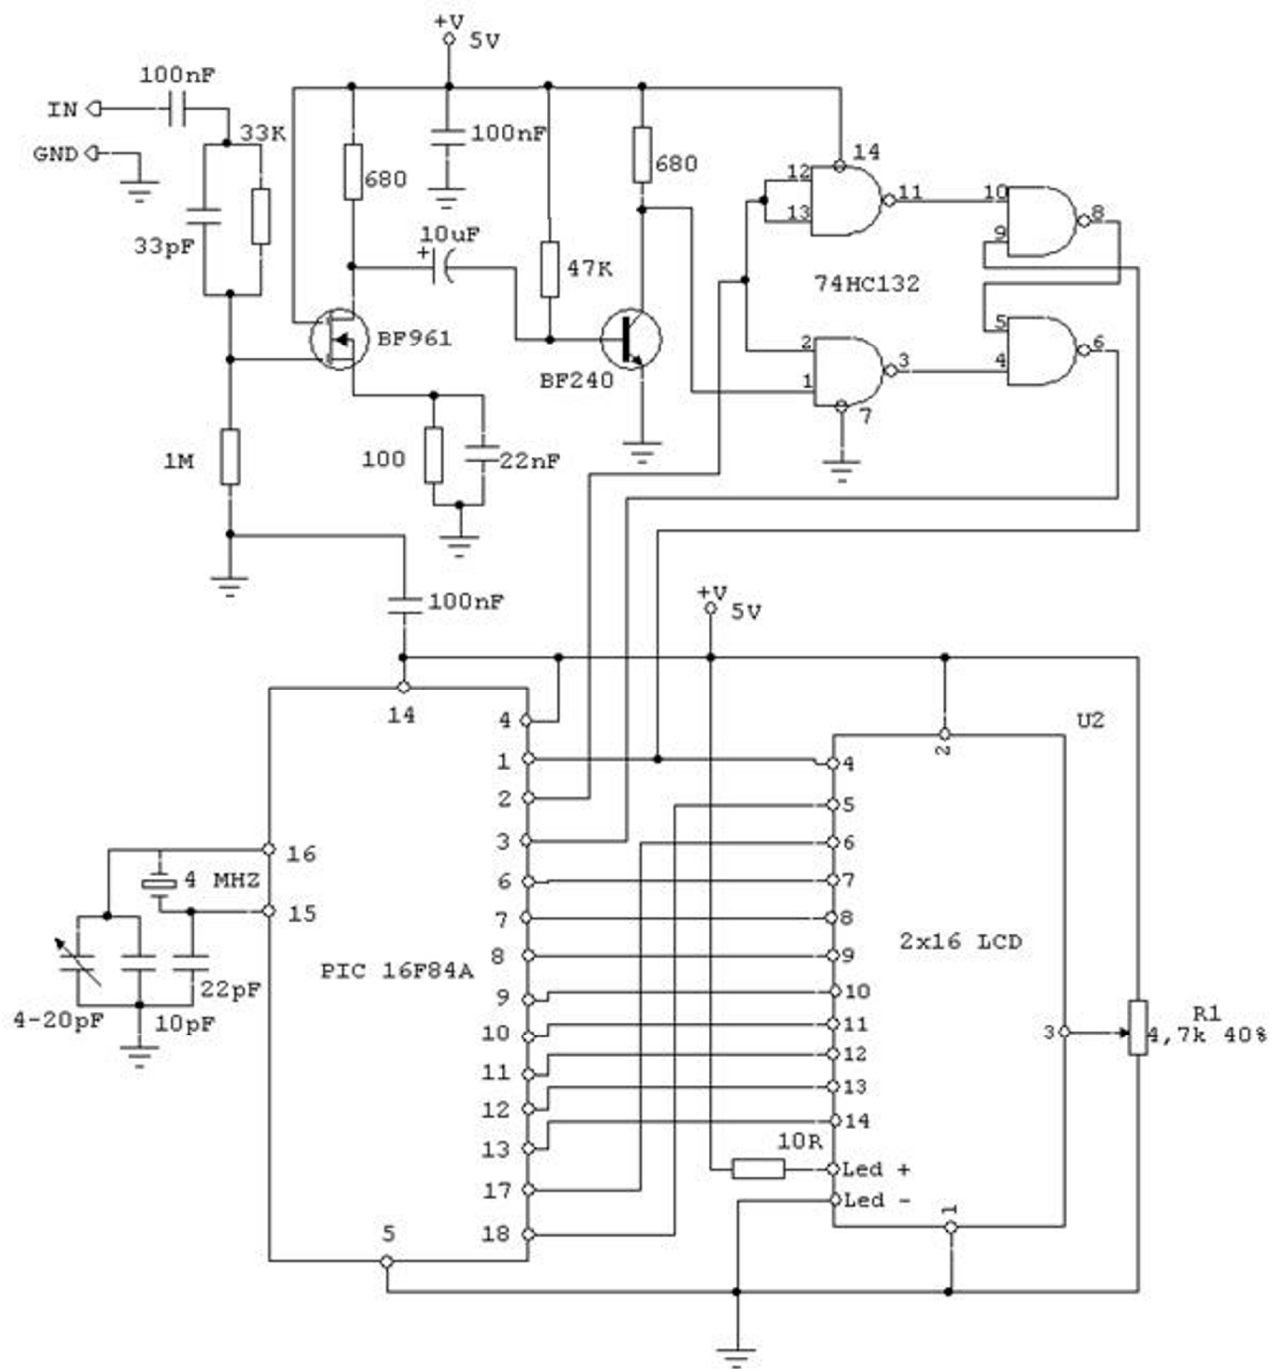 +V
5V
100nF
IN
33K
GND
100nF
680
680
14
12
11
10
13
8
9
33pF
10uF
+
47K
74HC132
5
BF961
2
6
3
4
BF240
1
7
1M
100
22nF
100nF
+V
5V
U2
14
4
2
1
4
2
5
3
6
16
4 MHZ
6
7
15
7
8
2x16 LCD
PIC 16F84A
8
9
22pF
9
10
4-20pF
10pF
R1
3
4,7k 40%
10
11
11
12
12
13
13
14
10R
Led +
17
Led -
1
5
18